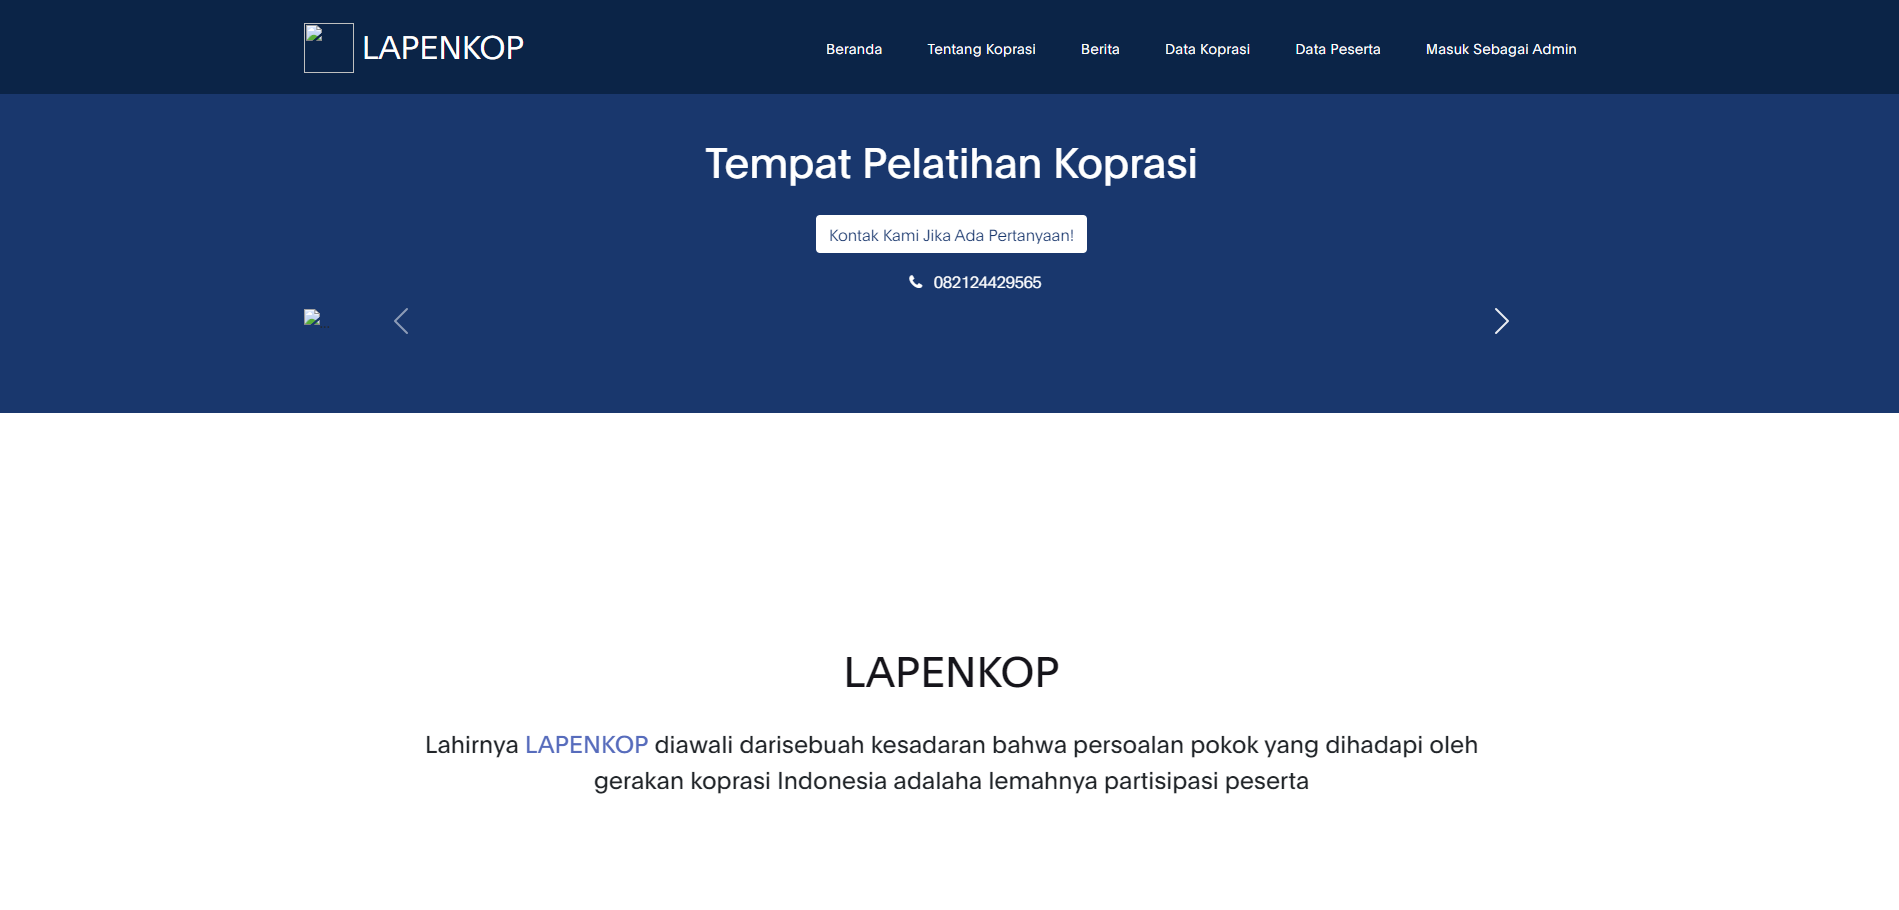 LAPENKOP
Beranda Tentang Koprasi Berita Data Koprasi Data Peserta Masuk Sebagai Admin
Tempat Pelatihan Koprasi
Kontak Kami Jika Ada Pertanyaan!
082124429565
LAPENKOP
Lahirnya LAPENKOP diawali darisebuah kesadaran bahwa persoalan pokok yang dihadapi oleh
gerakan koprasi Indonesia adalaha lemahnya partisipasi peserta